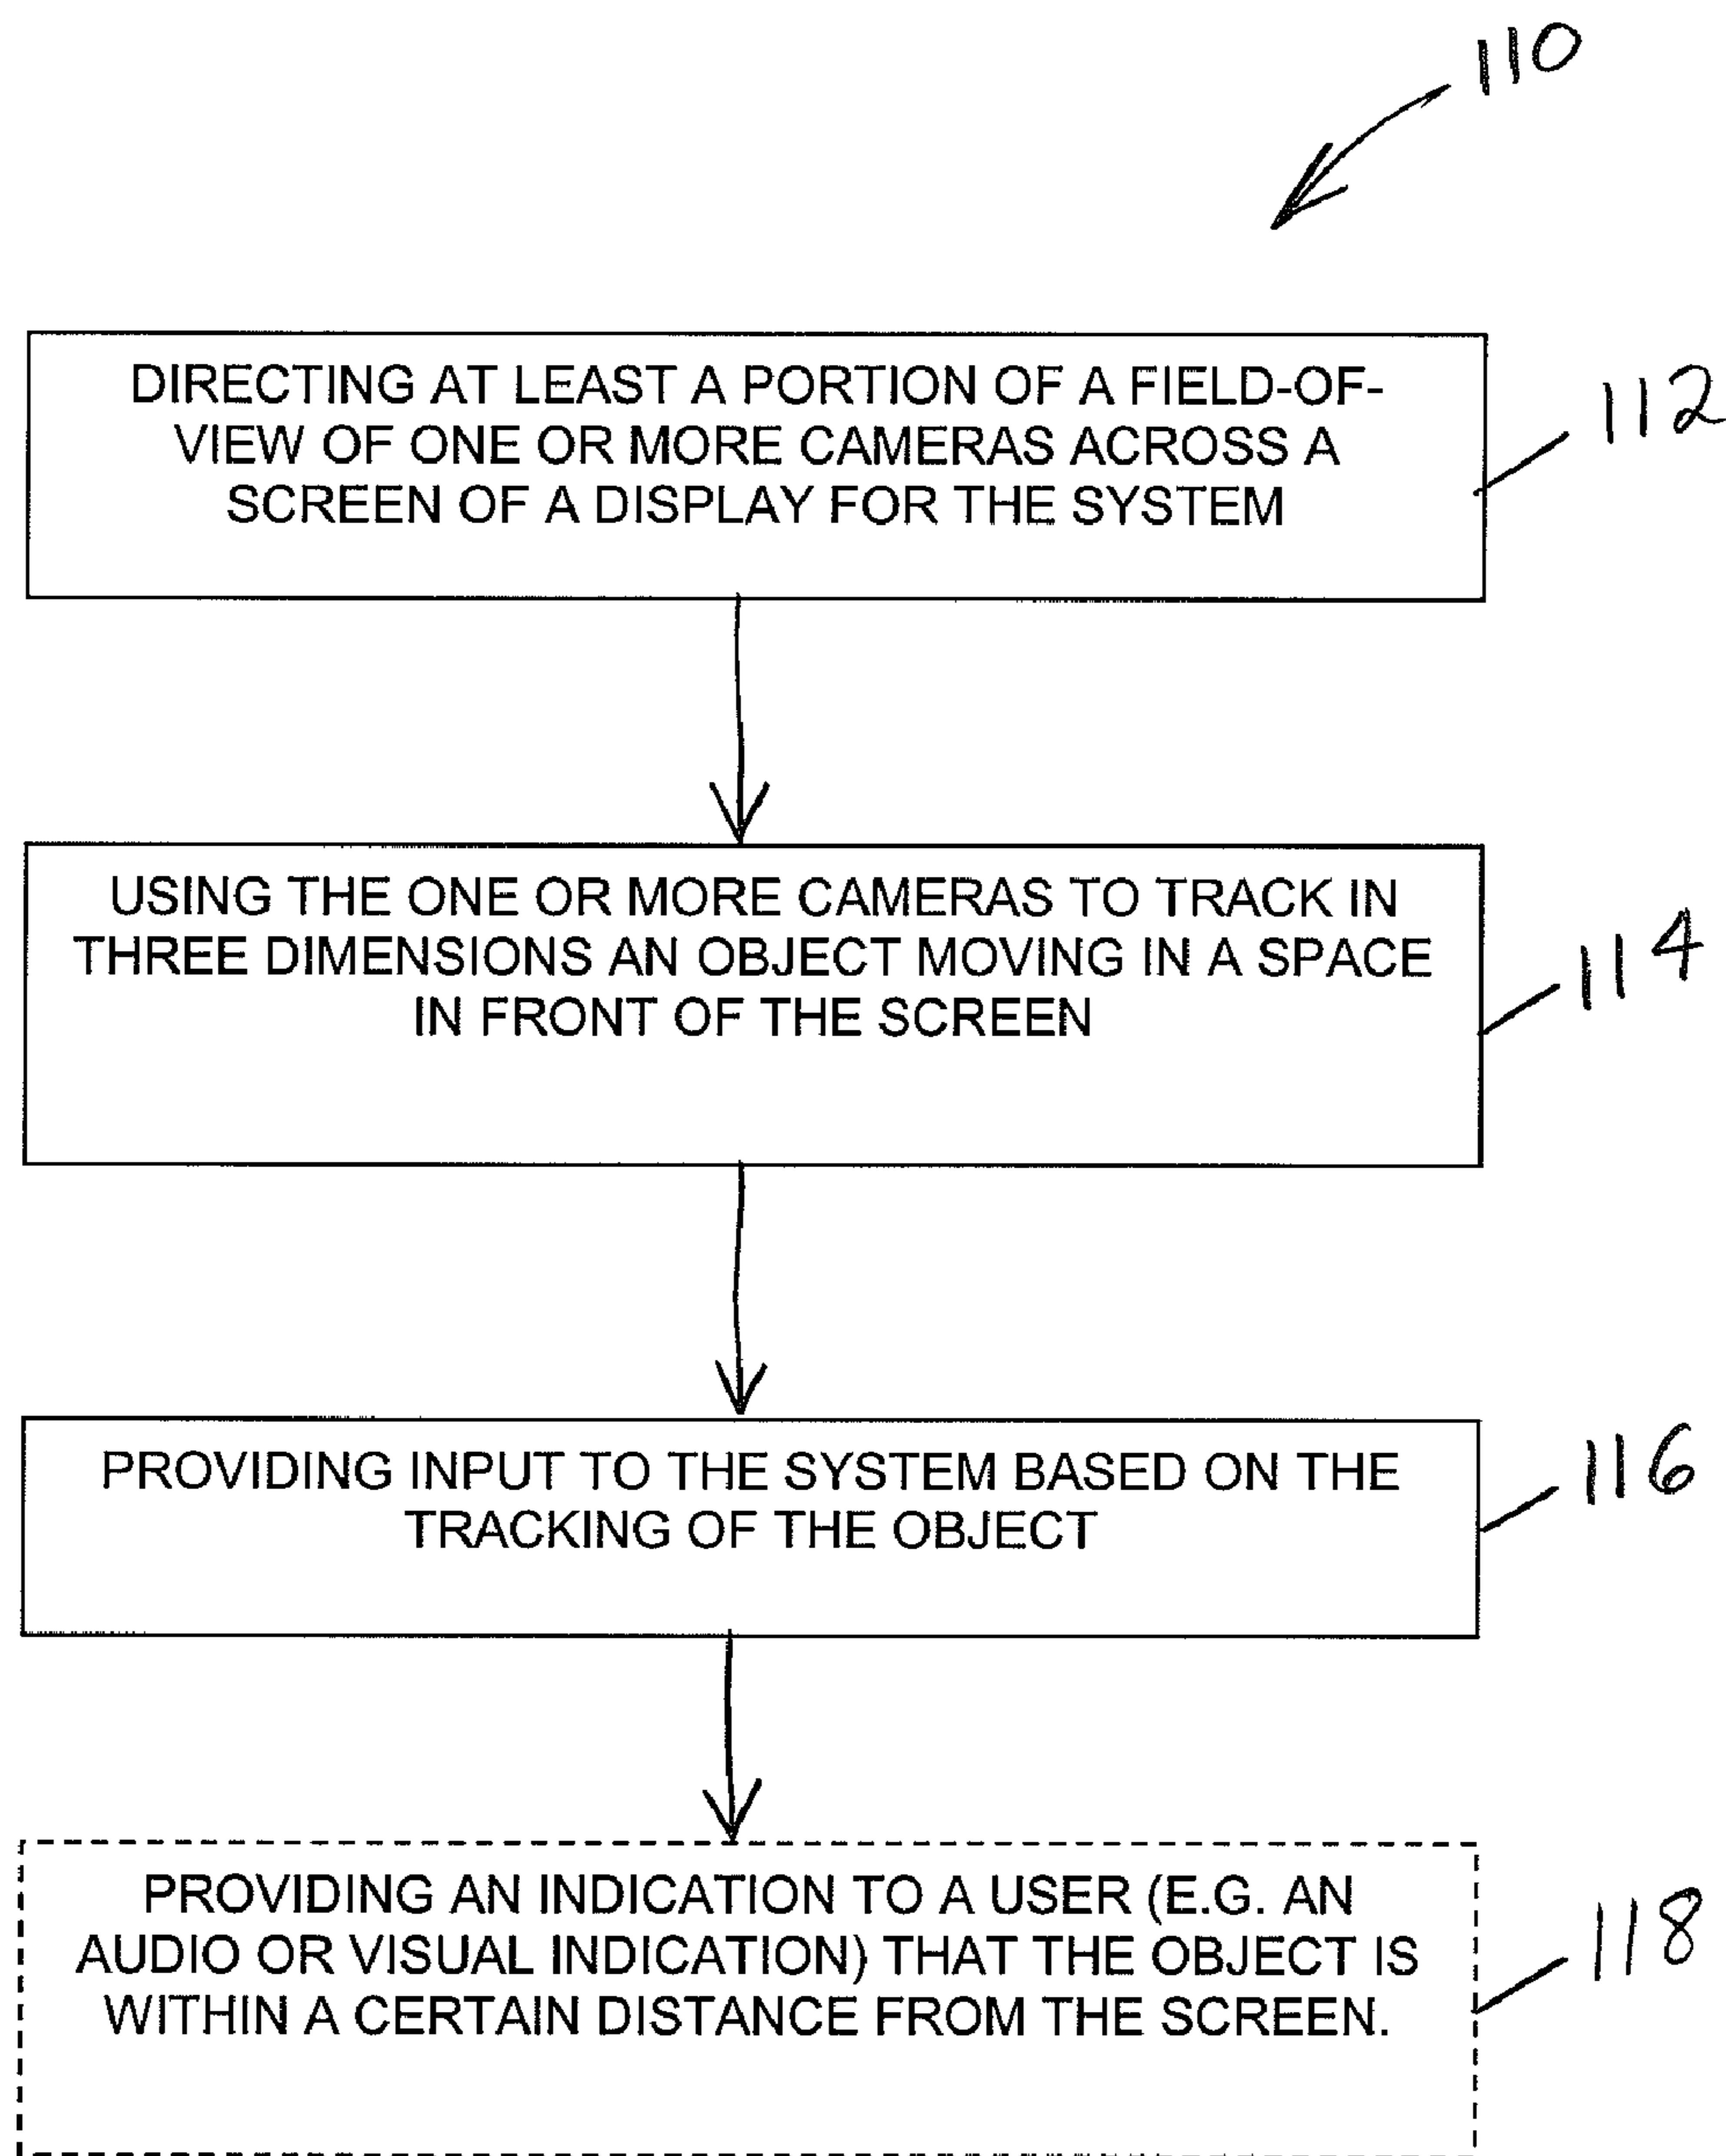 110
DIRECTING AT LEAST A PORTION OF A FIELD-OF-
VIEW OF ONE OR MORE CAMERAS ACROSS A
SCREEN OF A DISPLAY FOR THE SYSTEM
112
USING THE ONE OR MORE CAMERAS TO TRACK IN
THREE DIMENSIONS AN OBJECT MOVING IN A SPACE
IN FRONT OF THE SCREEN
114
PROVIDING INPUT TO THE SYSTEM BASED ON THE
TRACKING OF THE OBJECT
116
PROVIDING AN INDICATION TO A USER (E.G. AN
AUDIO OR VISUAL INDICATION) THAT THE OBJECT IS
WITHIN A CERTAIN DISTANCE FROM THE SCREEN.
118